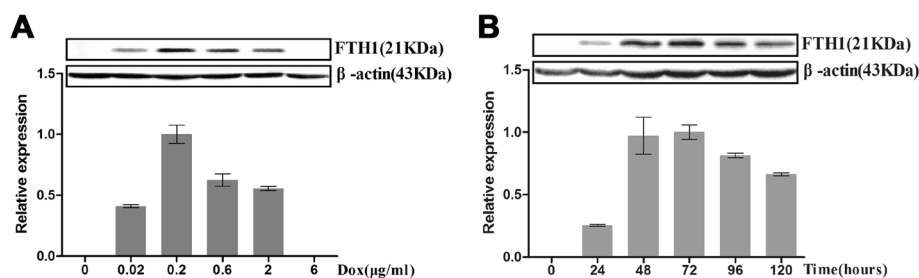 A
FTH1(21KDa)
β -actin(43KDa)
Relative expression
1.5
1.0
0.5
0.0
0 0.02 0.2 0.6 2 6 Dox(μg/ml)
B
FTH1(21KDa)
β -actin(43KDa)
Relative expression
1.5
1.0
0.5
0.0
0 24 48 72 96 120 Time(hours)